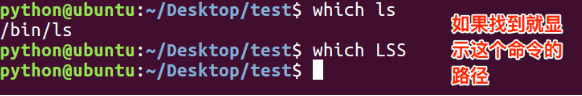 python@ubuntu:~/Desktop/test$ which ls
/bin/ls
python@ubuntu:~/Desktop/test$ which LSS
python@ubuntu:~/Desktop/test$
如果找到就显
示这个命令的
路径